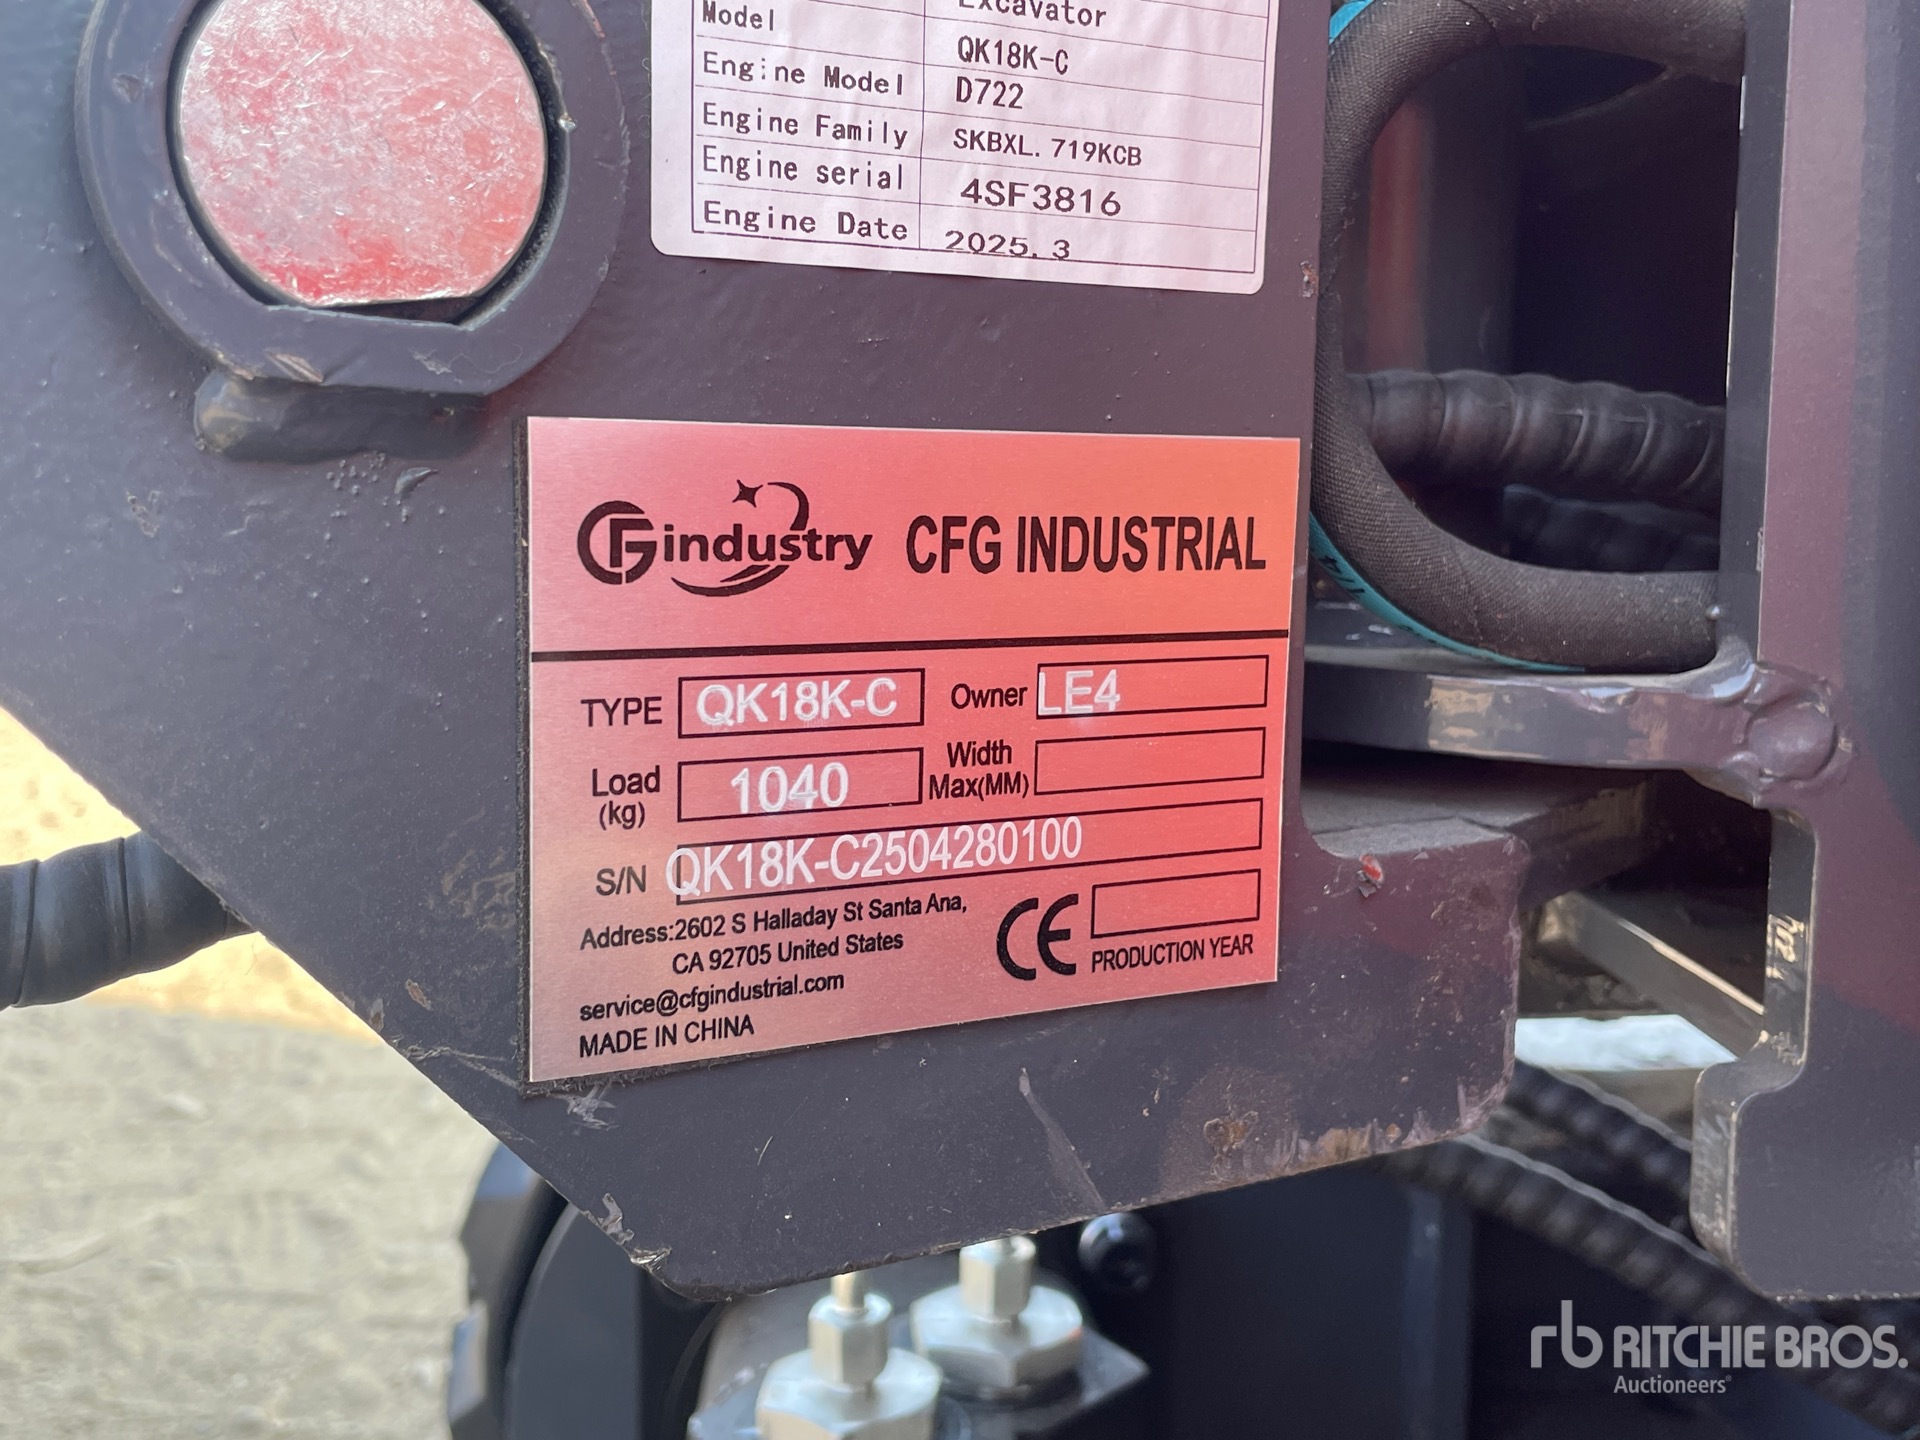 Excavator
Model QK18K-C
Engine Model D722
Engine Family SKBXL. 719KCB
Engine serial 4SF3816
Engine Date 2025. 3
CFGindustry CFG INDUSTRIAL
TYPE QK18K-C Owner LE4
Load (kg) 1040 Width Max(MM)
S/N QK18K-C2504280100
Address:2602 S Halladay St Santa Ana,
CA 92705 United States
service@cfgindustrial.com
MADE IN CHINA
CE
PRODUCTION YEAR
rb RITCHIE BROS.
Auctioneers